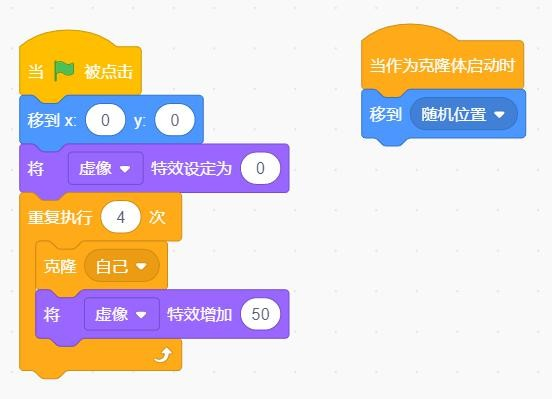 当 被点击
移到 x: 0 y: 0
将 虚像 特效设定为 0
重复执行 4 次
克隆 自己
将 虚像 特效增加 50
当作为克隆体启动时
移到 随机位置